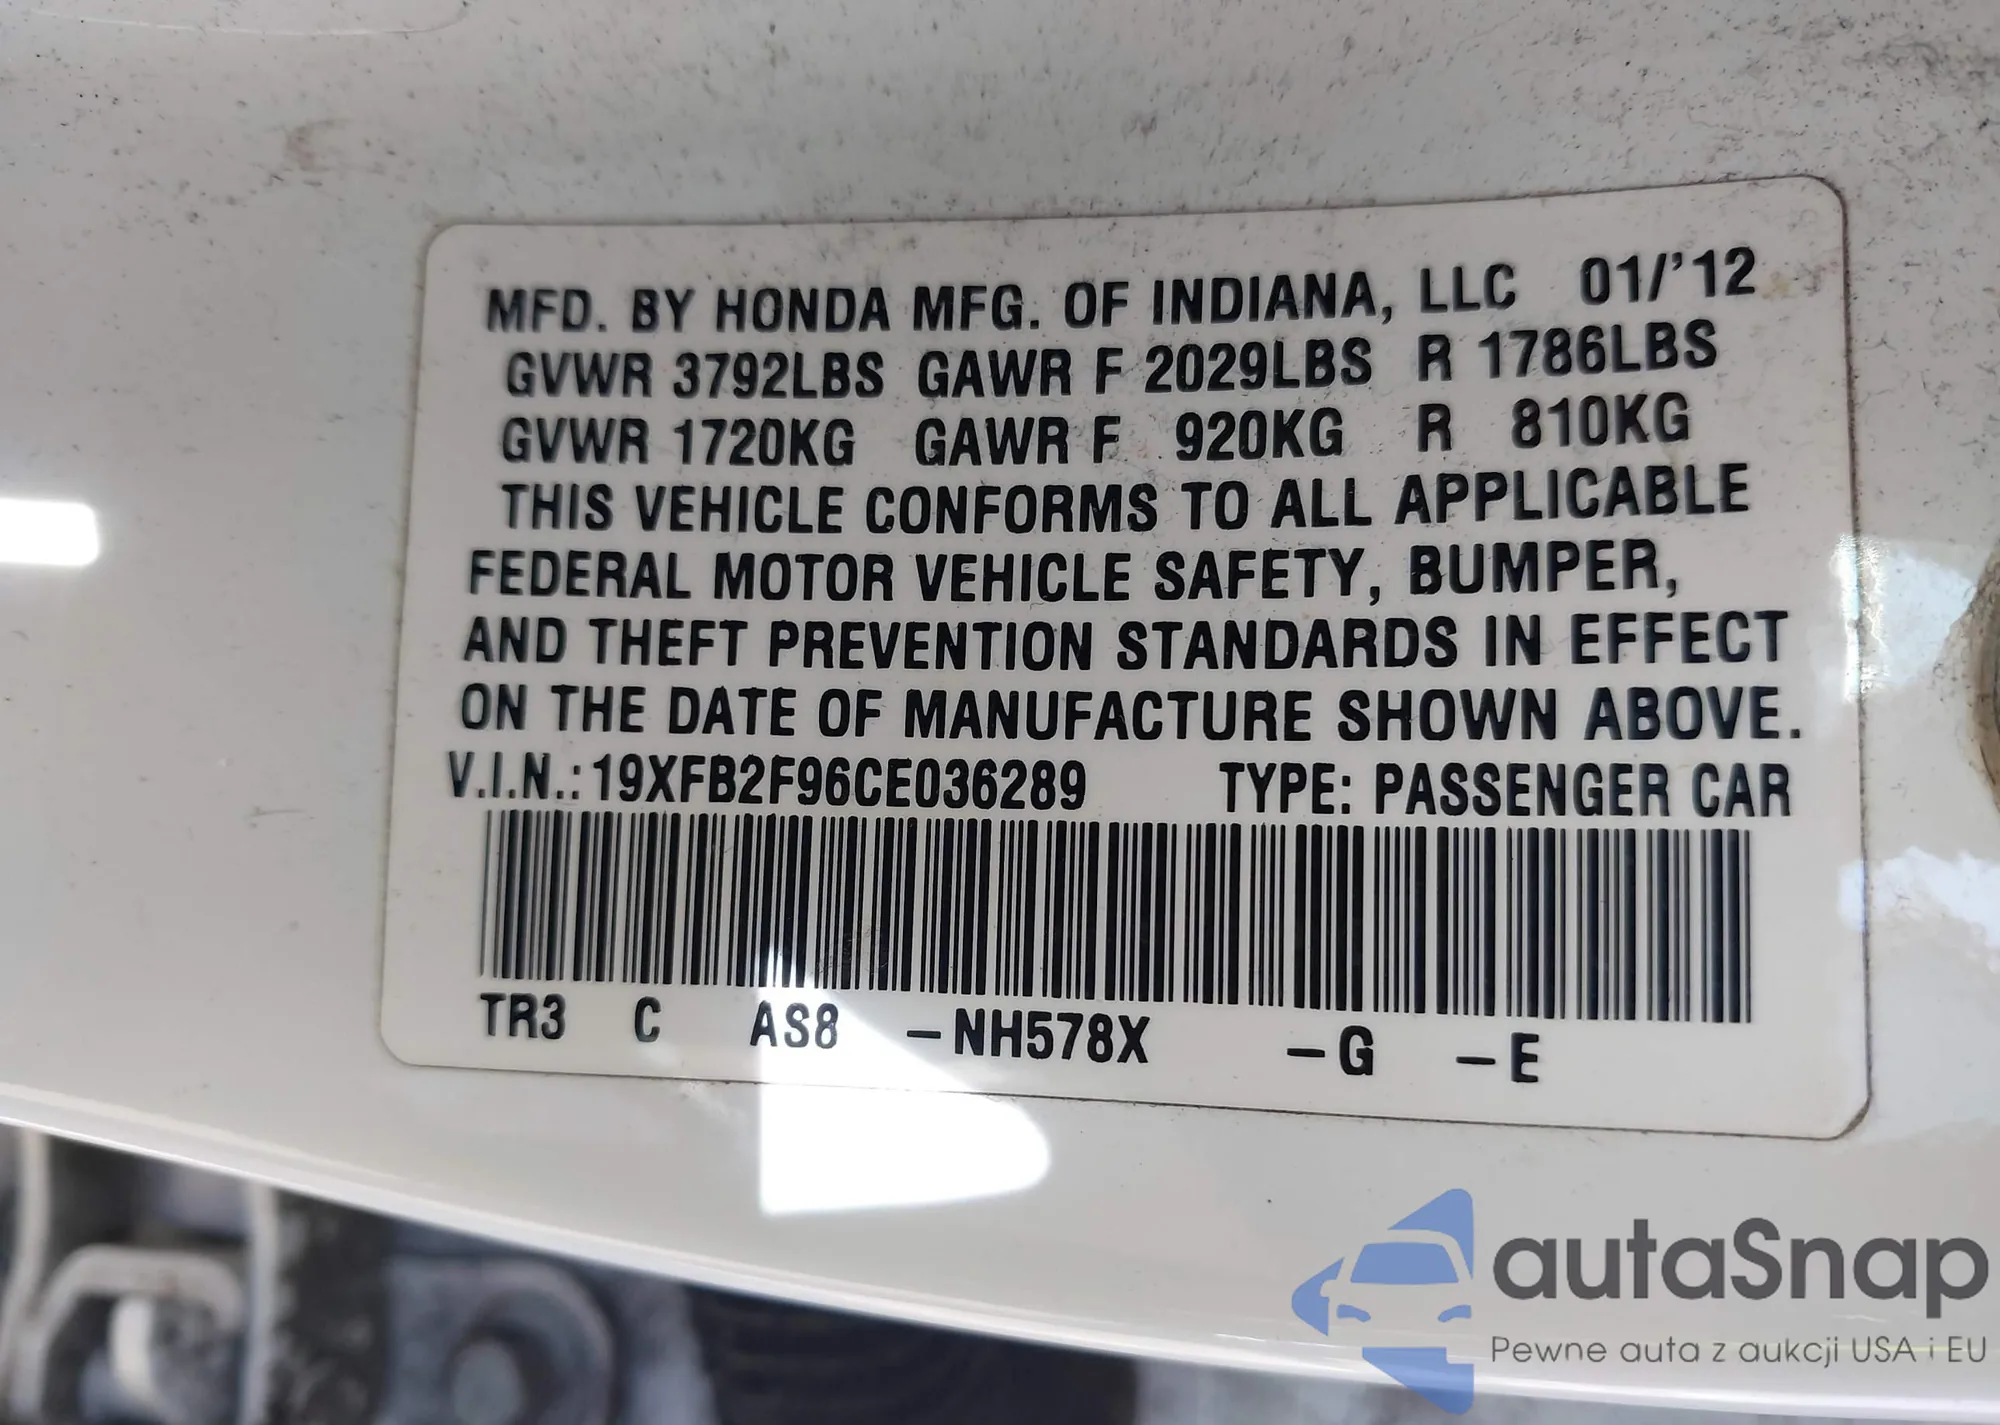 MFD. BY HONDA MFG. OF INDIANA, LLC 01/'12
GVWR 3792LBS GAWR F 2029LBS R 1786LBS
GVWR 1720KG GAWR F 920KG R 810KG
THIS VEHICLE CONFORMS TO ALL APPLICABLE
FEDERAL MOTOR VEHICLE SAFETY, BUMPER,
AND THEFT PREVENTION STANDARDS IN EFFECT
ON THE DATE OF MANUFACTURE SHOWN ABOVE.
V.I.N.: 19XFB2F96CE036289 TYPE: PASSENGER CAR
TR3 C AS8 –NH578X –G –E
autaSnap
Pewne auta z aukcji USA i EU